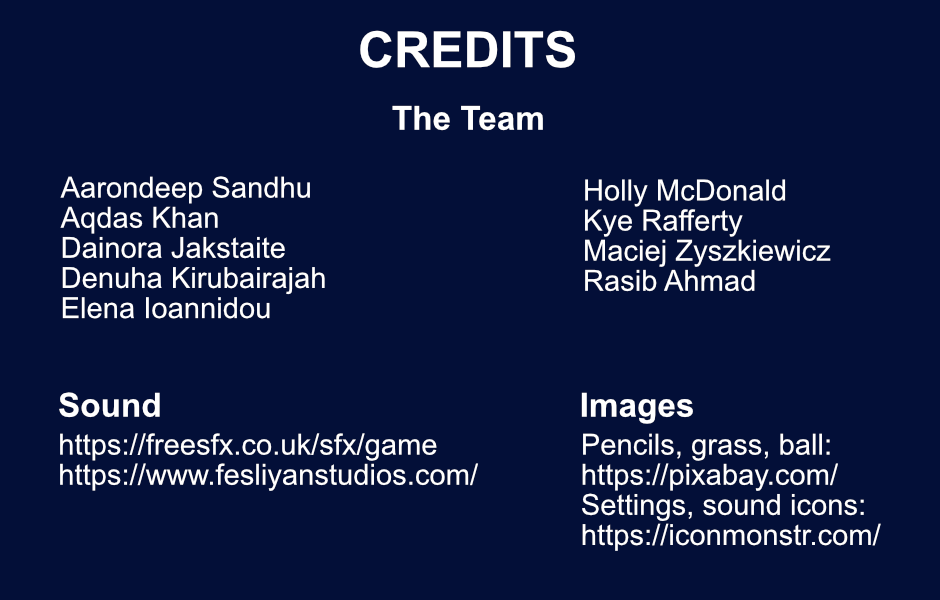 CREDITS
The Team
Aarondeep Sandhu
Aqdas Khan
Dainora Jakstaite
Denuha Kirubairajah
Elena Ioannidou
Holly McDonald
Kye Rafferty
Maciej Zyszkiewicz
Rasib Ahmad
Sound
https://freesfx.co.uk/sfx/game
https://www.fesliyanstudios.com/
Images
Pencils, grass, ball:
https://pixabay.com/
Settings, sound icons:
https://iconmonstr.com/